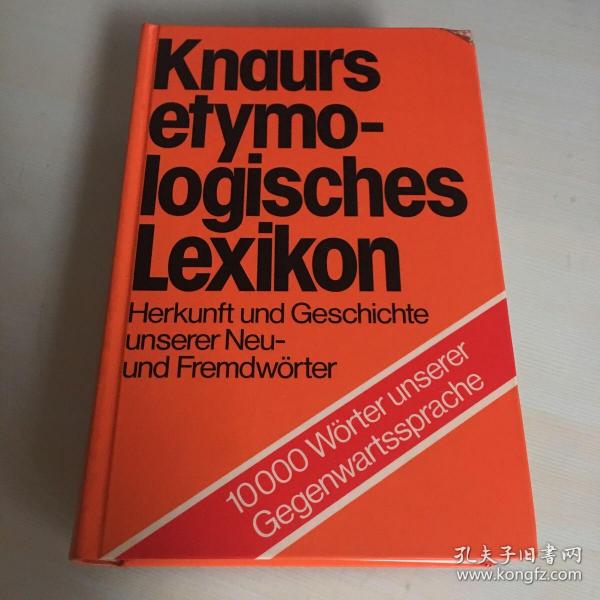 Knaurs
etymo-
logisches
Lexikon
Herkunft und Geschichte
unserer Neu-
und Fremdwörter
10000 Wörter unserer
Gegenwartssprache
孔夫子旧书网
www.kongfz.com